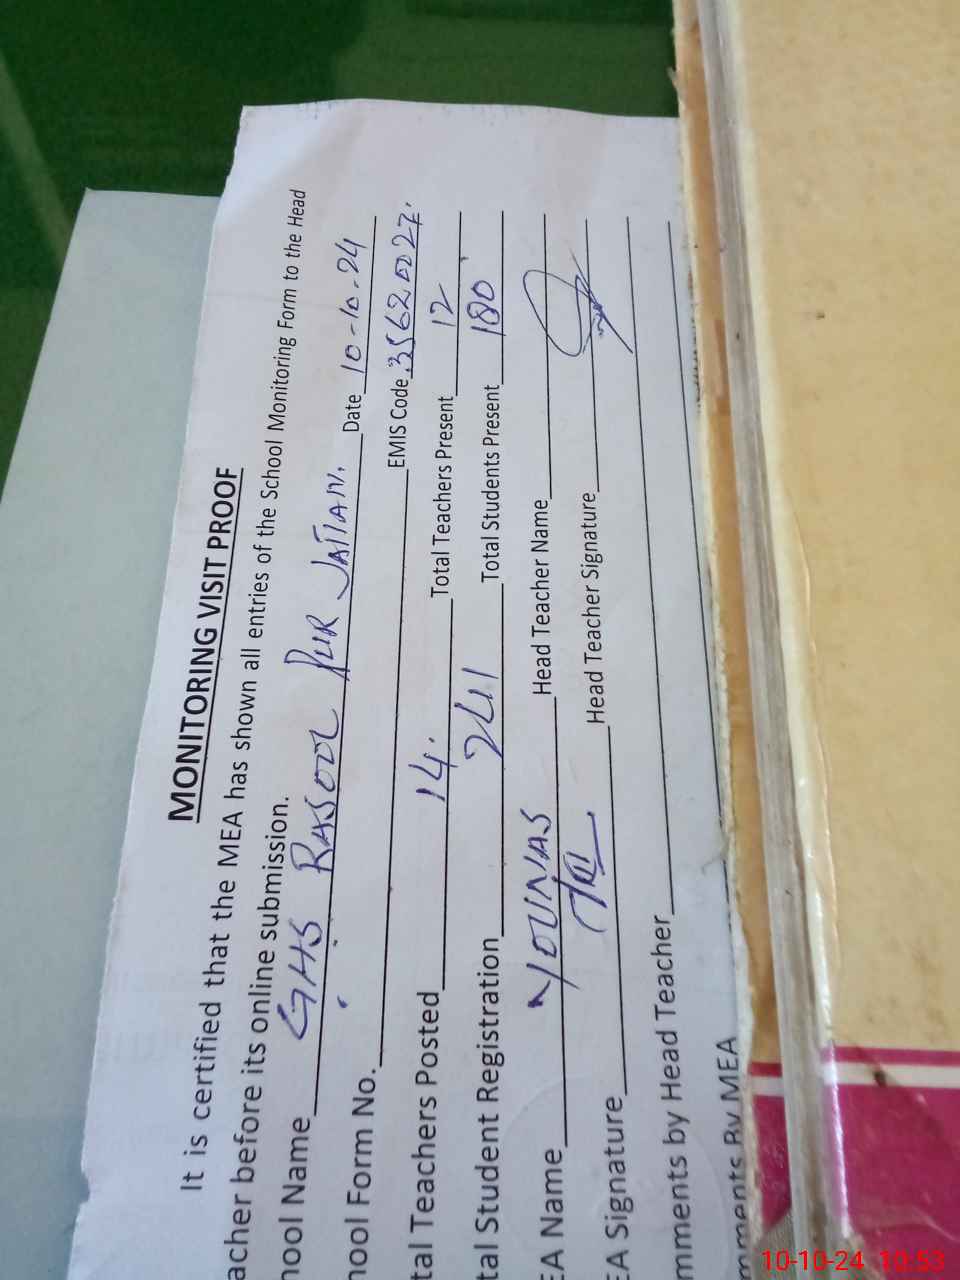 MONITORING VISIT PROOF
It is certified that the MEA has shown all entries of the School Monitoring Form to the Head
acher before its online submission.
hool Name GHS RASOOL PUR JATTAN. Date 10-10-24
hool Form No. EMIS Code 35620027.
tal Teachers Posted 14. Total Teachers Present 12
tal Student Registration 241 Total Students Present 180
EA Name YOUNAS Head Teacher Name
EA Signature Head Teacher Signature
mments by Head Teacher
mments By MEA
10-10-24 10:53